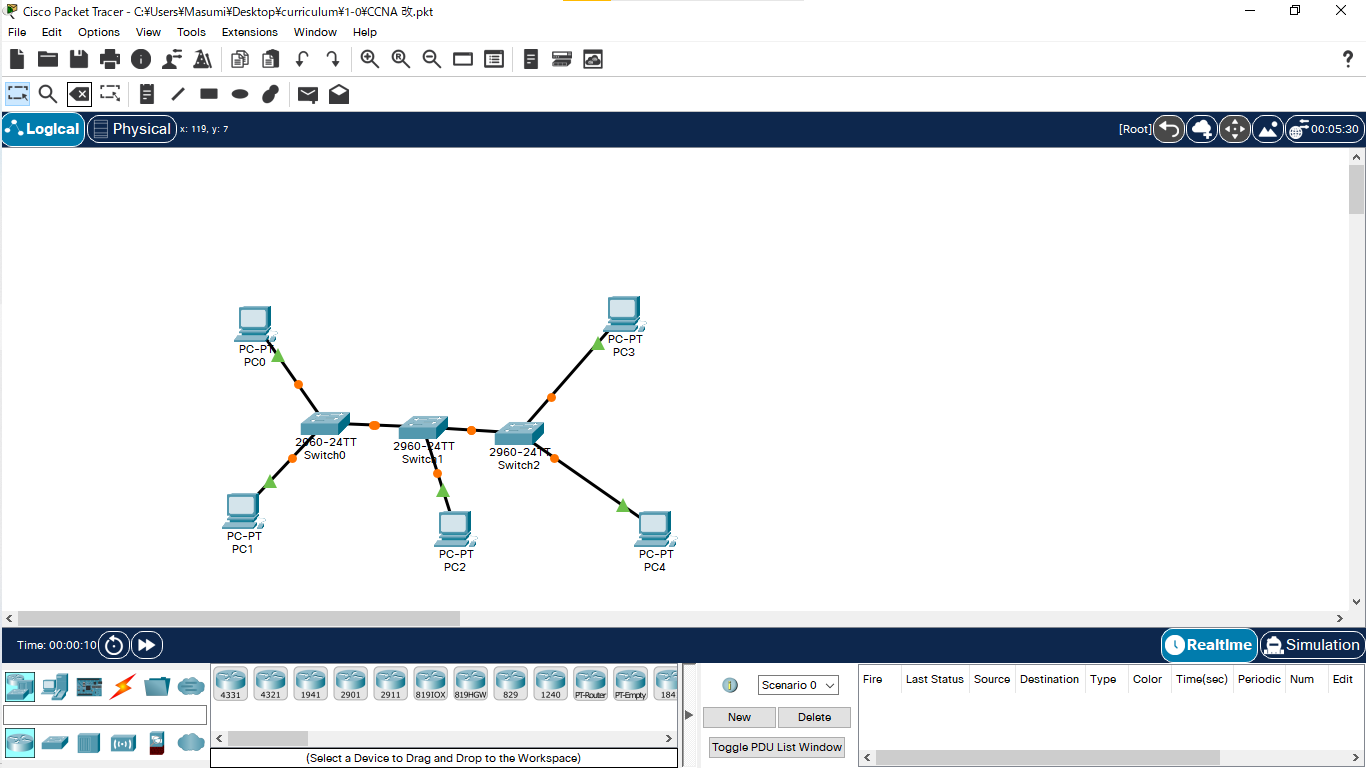 Cisco Packet Tracer - C:¥Users¥Masumi¥Desktop¥curriculum¥1-0¥CCNA 改.pkt
File Edit Options View Tools Extensions Window Help
?
Logical Physical x: 119, y: 7 [Root] 00:05:30
PC-PT
PC0
PC-PT
PC3
2960-24TT
Switch0
2960-24TT
Switch1
2960-24TT
Switch2
PC-PT
PC1
PC-PT
PC2
PC-PT
PC4
Time: 00:00:10 Realtime Simulation
4331 4321 1941 2901 2911 819IOX 819HGW 829 1240 PT-Router PT-Empty 184
(Select a Device to Drag and Drop to the Workspace)
Scenario 0
New Delete
Toggle PDU List Window
Fire Last Status Source Destination Type Color Time(sec) Periodic Num Edit